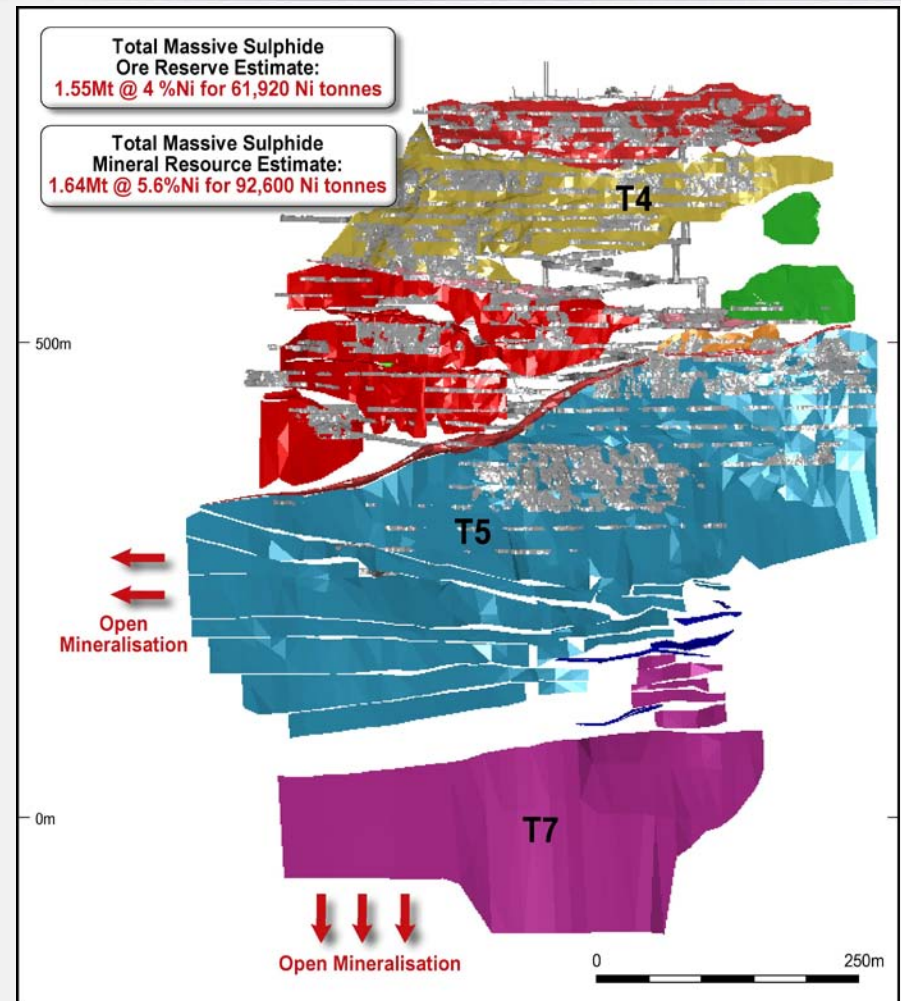 Total Massive Sulphide
Ore Reserve Estimate:
1.55Mt @ 4 %Ni for 61,920 Ni tonnes
Total Massive Sulphide
Mineral Resource Estimate:
1.64Mt @ 5.6%Ni for 92,600 Ni tonnes
T4
500m
T5
Open
Mineralisation
0m
T7
Open Mineralisation
0
250m